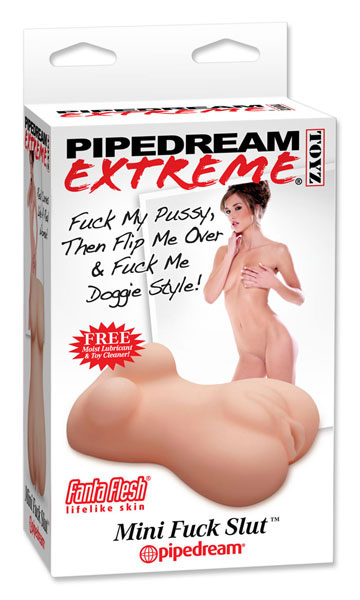 PIPEDREAM
EXTREME®
TOYZ
Fuck My Pussy,
Then Flip Me Over
& Fuck Me
Doggie Style!
FREE
Moist Lubricant
& Toy Cleaner!
Fanta Flesh®
lifelike skin
Mini Fuck Slut™
pipedream®